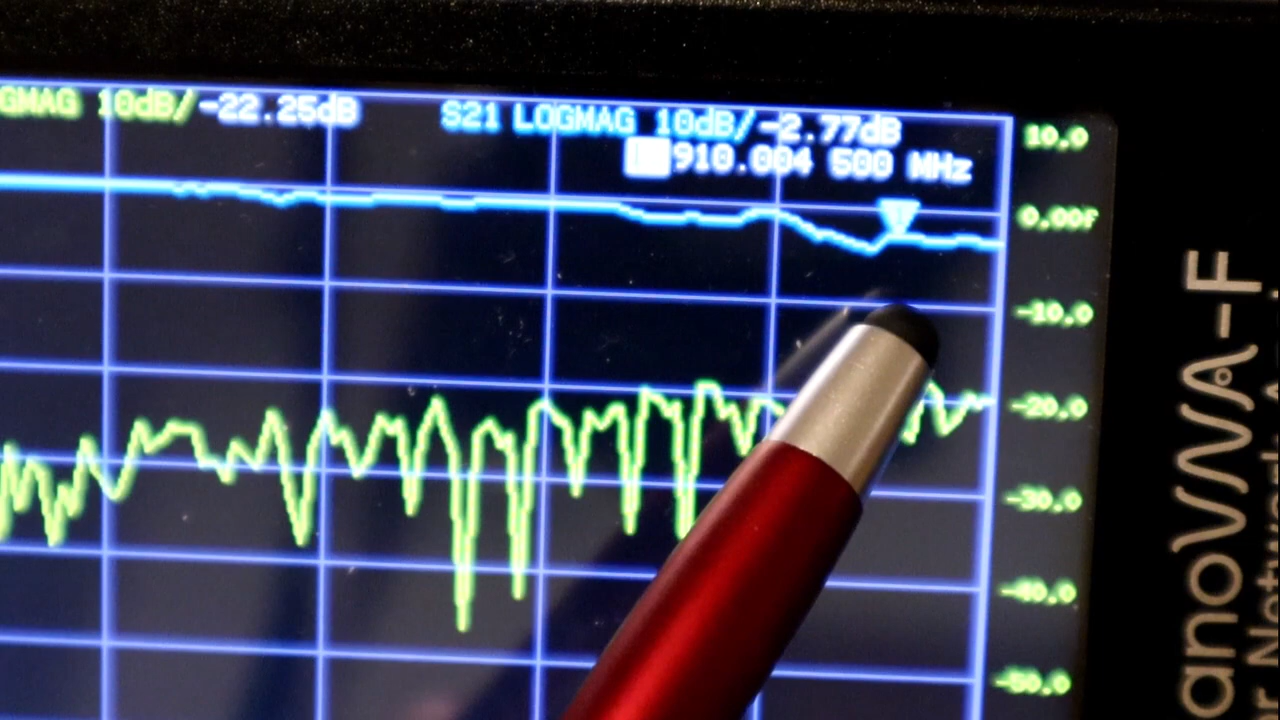 GMAG 10dB/-22.25dB
S21 LOGMAG 10dB/-2.77dB
910.004 500 MHz
10.0
0.00
-10.0
-20.0
-30.0
-40.0
-50.0
anoVNA-F